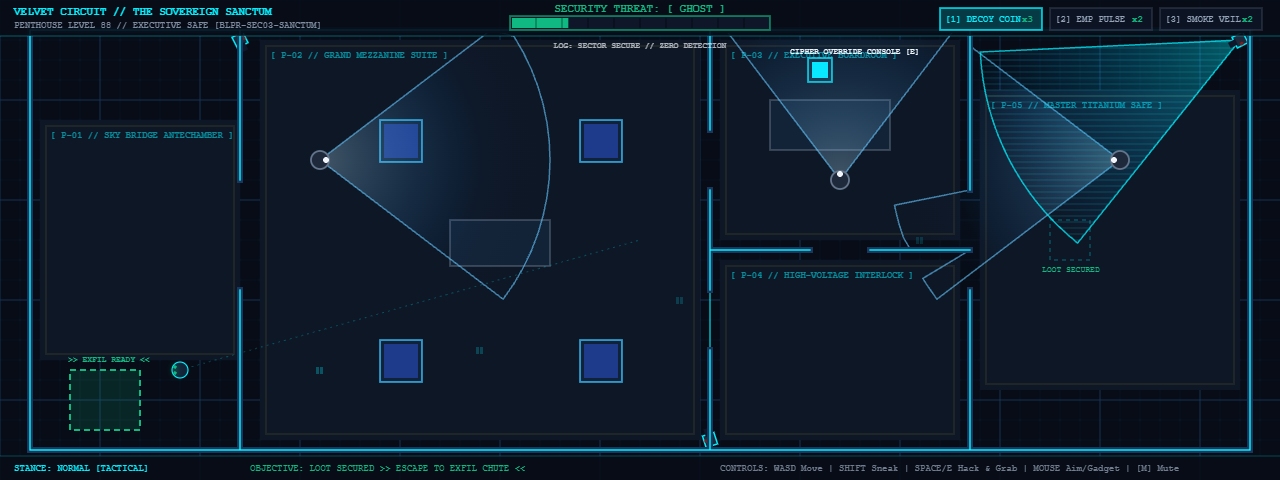 VELVET CIRCUIT // THE SOVEREIGN SANCTUM
PENTHOUSE LEVEL 88 // EXECUTIVE SAFE [BLPR-SEC03-SANCTUM]
SECURITY THREAT: [ GHOST ]
[1] DECOY COIN x3
[2] EMP PULSE x2
[3] SMOKE VEIL x2
LOG: SECTOR SECURE // ZERO DETECTION
CIPHER OVERRIDE CONSOLE [E]
[ P-02 // GRAND MEZZANINE SUITE ]
[ P-03 // EXECUTIVE BOARDROOM ]
[ P-05 // MASTER TITANIUM SAFE ]
[ P-01 // SKY BRIDGE ANTECHAMBER ]
[ P-04 // HIGH-VOLTAGE INTERLOCK ]
LOOT SECURED
>> EXFIL READY <<
STANCE: NORMAL [TACTICAL]
OBJECTIVE: LOOT SECURED >> ESCAPE TO EXFIL CHUTE <<
CONTROLS: WASD Move | SHIFT Sneak | SPACE/E Hack & Grab | MOUSE Aim/Gadget | [M] Mute